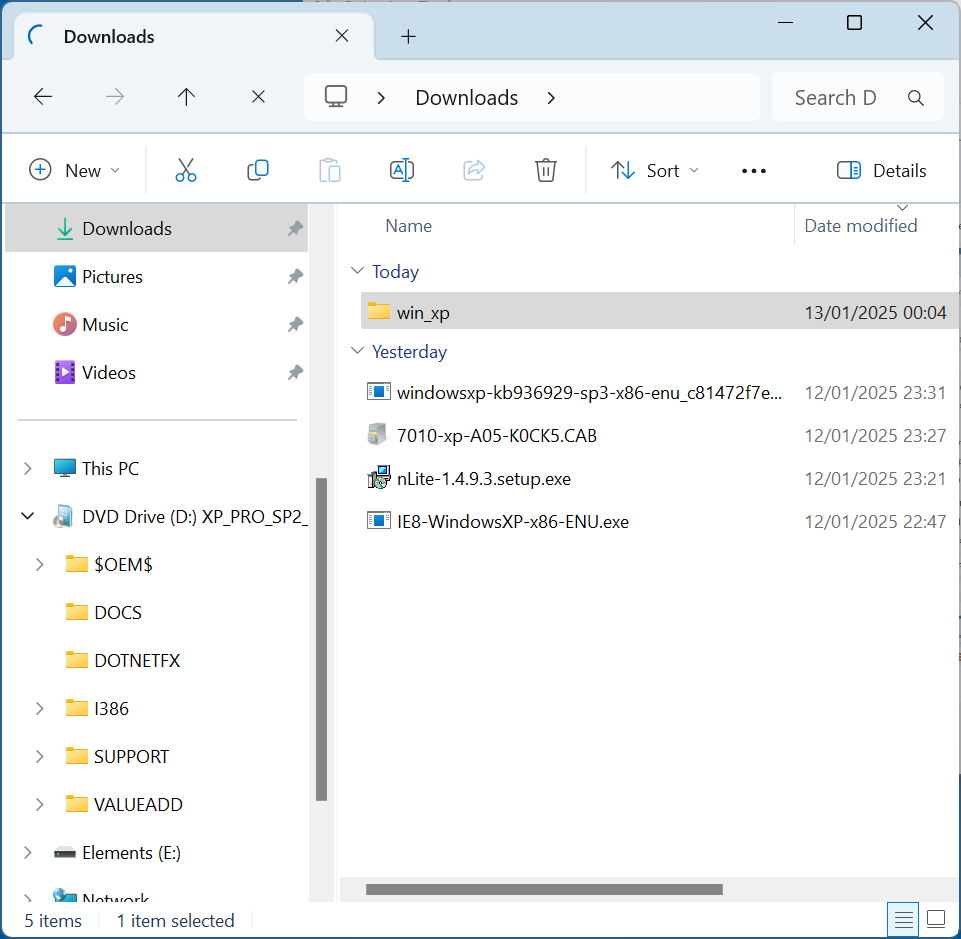 Downloads
Downloads
Search D
New
Sort
Details
Downloads
Pictures
Music
Videos
This PC
DVD Drive (D:) XP_PRO_SP2_
$OEM$
DOCS
DOTNETFX
I386
SUPPORT
VALUEADD
Elements (E:)
Network
Name Date modified
Today
win_xp 13/01/2025 00:04
Yesterday
windowsxp-kb936929-sp3-x86-enu_c81472f7e... 12/01/2025 23:31
7010-xp-A05-K0CK5.CAB 12/01/2025 23:27
nLite-1.4.9.3.setup.exe 12/01/2025 23:21
IE8-WindowsXP-x86-ENU.exe 12/01/2025 22:47
5 items 1 item selected